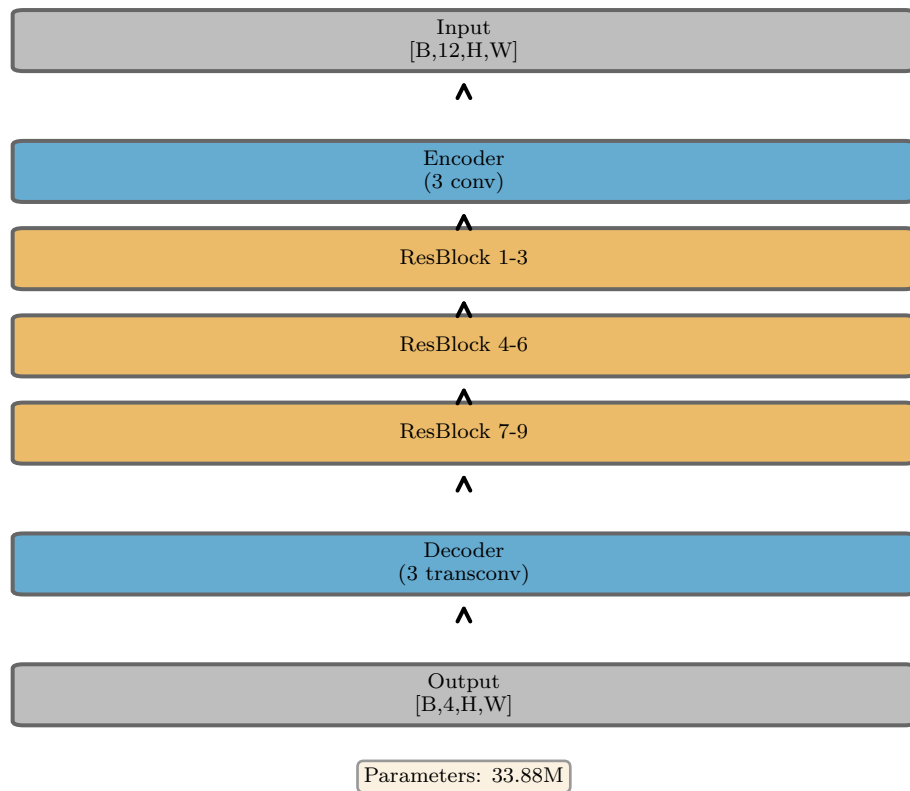 Input
[B,12,H,W]
Encoder
(3 conv)
ResBlock 1-3
ResBlock 4-6
ResBlock 7-9
Decoder
(3 transconv)
Output
[B,4,H,W]
Parameters: 33.88M